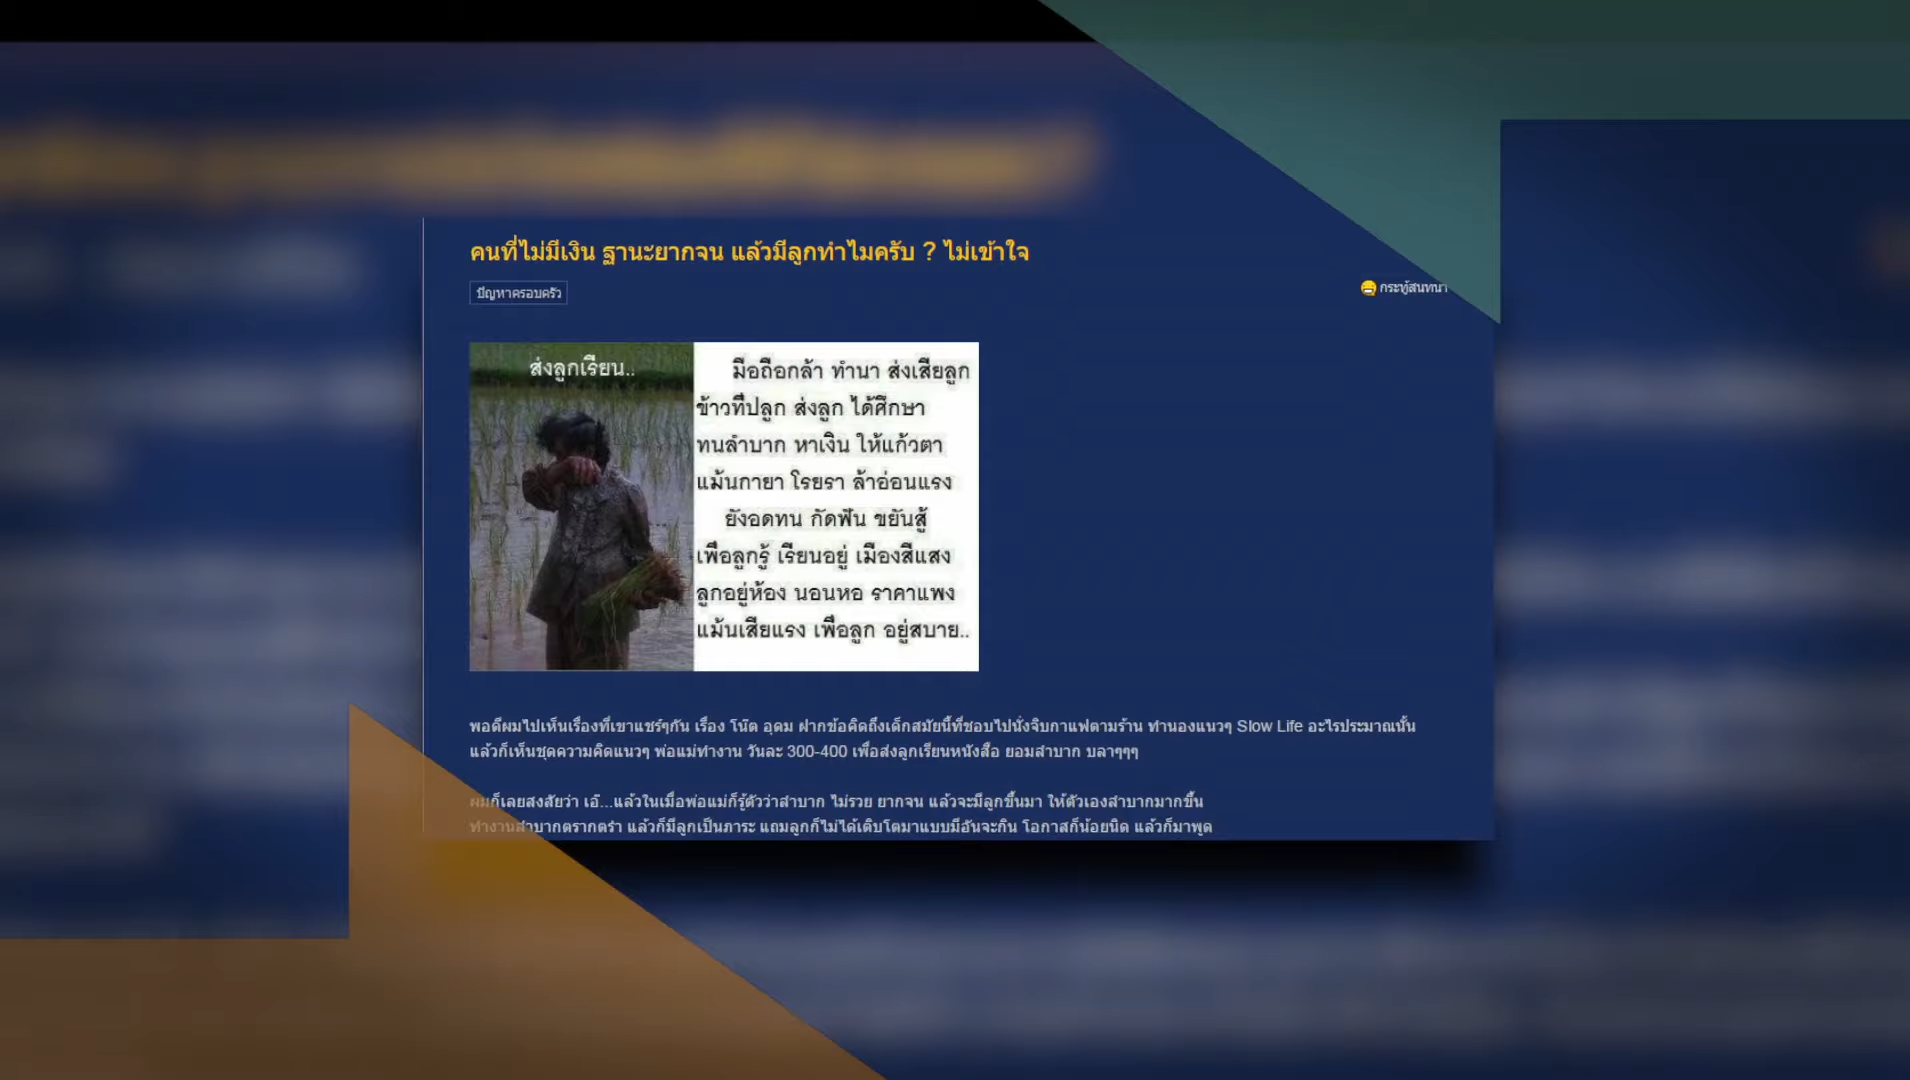 คนที่ไม่มีเงิน ฐานะยากจน แล้วมีลูกทำไมครับ ? ไม่เข้าใจ
ปัญหาครอบครัว
กระทู้สนทนา
ส่งลูกเรียน..
มือถือกล้า ทำนา ส่งเสียลูก
ข้าวที่ปลูก ส่งลูก ได้ศึกษา
ทนลำบาก หาเงิน ให้แก้วตา
แม้นกายา โรยรา ล้าอ่อนแรง
ยังอดทน กัดฟัน ขยันสู้
เพื่อลูกรู้ เรียนอยู่ เมืองสีแสง
ลูกอยู่ห้อง นอนหอ ราคาแพง
แม้นเสียแรง เพื่อลูก อยู่สบาย..
พอดีผมไปเห็นเรื่องที่เขาแชร์ๆกัน เรื่อง โน๊ต อุดม ฝากข้อคิดถึงเด็กสมัยนี้ที่ชอบไปนั่งจิบกาแฟตามร้าน ทำนองแนวๆ Slow Life อะไรประมาณนั้น
แล้วก็เห็นชุดความคิดแนวๆ พ่อแม่ทำงาน วันละ 300-400 เพื่อส่งลูกเรียนหนังสือ ยอมลำบาก บลาๆๆๆ
ผมก็เลยสงสัยว่า เอ๊...แล้วในเมื่อพ่อแม่ก็รู้ตัวว่าลำบาก ไม่รวย ยากจน แล้วจะมีลูกขึ้นมา ให้ตัวเองลำบากมากขึ้น
ทำงานลำบากตรากตรำ แล้วก็มีลูกเป็นภาระ แถมลูกก็ไม่ได้เติบโตมาแบบมีอันจะกิน โอกาสก็น้อยนิด แล้วก็มาพูด